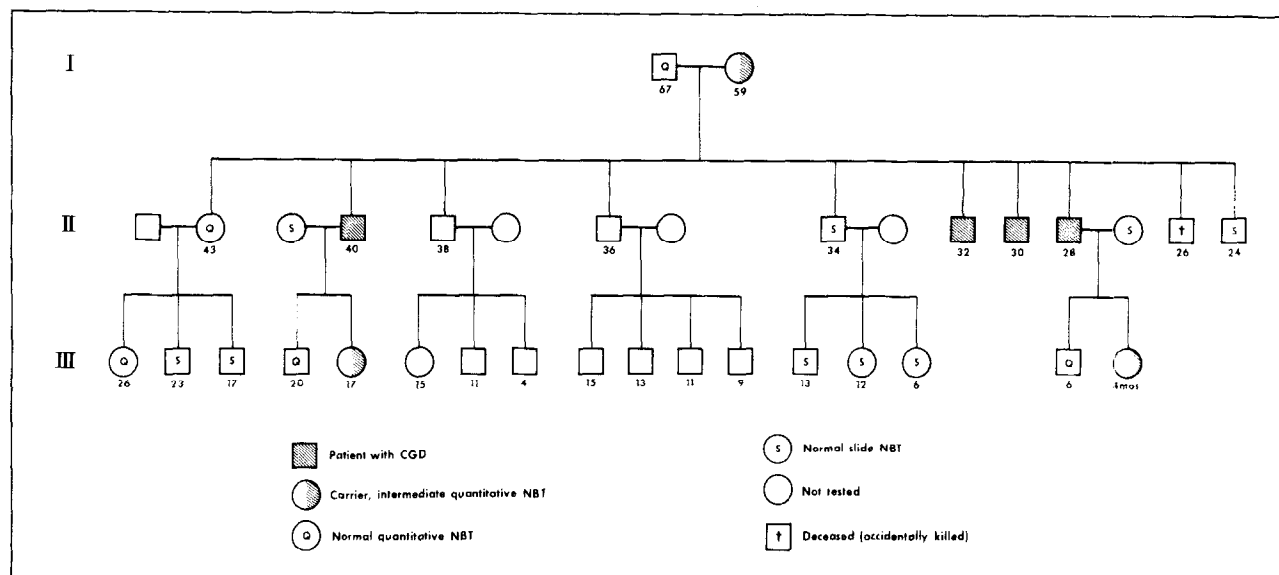 I
Q
67 59
II
Q S S S † S
43 40 38 36 34 32 30 28 26 24
III
Q S S Q S S S Q
26 23 17 20 17 15 11 4 15 13 11 9 13 12 6 6 4mos
Patient with CGD
S Normal slide NBT
Carrier, intermediate quantitative NBT
Not tested
Q Normal quantitative NBT
† Deceased (accidentally killed)